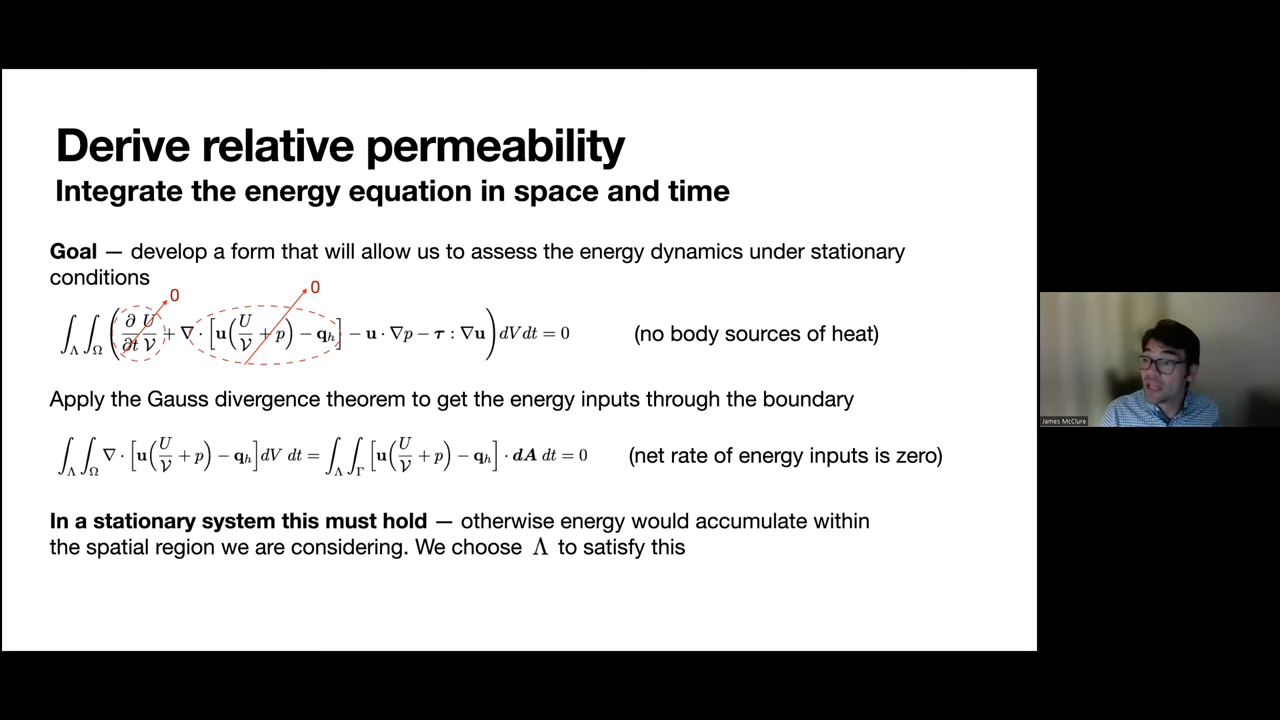 Derive relative permeability
Integrate the energy equation in space and time
Goal — develop a form that will allow us to assess the energy dynamics under stationary
conditions
0
0
∫_Λ ∫_Ω ( ∂/∂t U/𝒱 + ∇ · [ u( U/𝒱 + p ) − q_h ] − u · ∇p − τ : ∇u ) dV dt = 0 (no body sources of heat)
Apply the Gauss divergence theorem to get the energy inputs through the boundary
∫_Λ ∫_Ω ∇ · [ u( U/𝒱 + p ) − q_h ] dV dt = ∫_Λ ∫_Γ [ u( U/𝒱 + p ) − q_h ] · dA dt = 0 (net rate of energy inputs is zero)
In a stationary system this must hold — otherwise energy would accumulate within
the spatial region we are considering. We choose Λ to satisfy this
James McClure